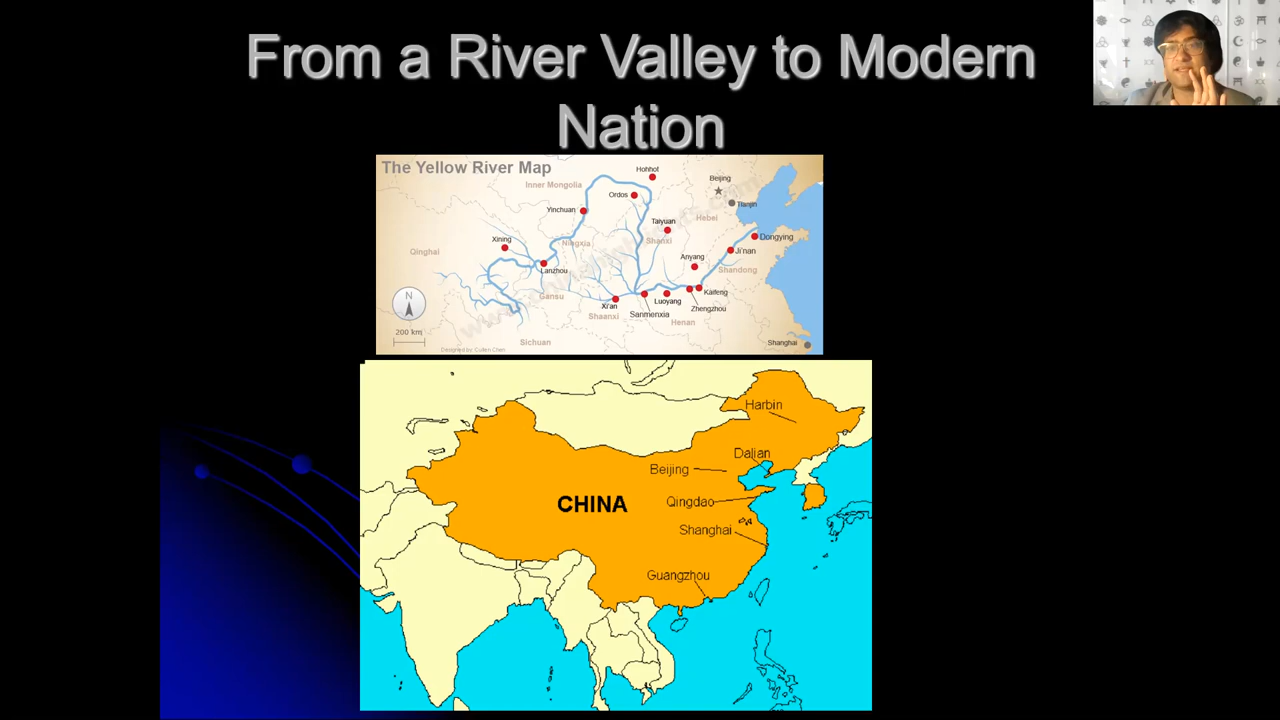 From a River Valley to Modern
Nation
The Yellow River Map
Hohhot
Inner Mongolia
Beijing
Ordos
Tianjin
Yinchuan
Hebei
Taiyuan
Dongying
Xining
Ningxia
Shanxi
Qinghai
Ji'nan
Anyang
Lanzhou
Shandong
Gansu
Kaifeng
Xi'an
Luoyang
N
Zhengzhou
Shaanxi
Sanmenxia
Henan
200 km
Sichuan
Shanghai
Harbin
Dalian
Beijing
CHINA
Qingdao
Shanghai
Guangzhou